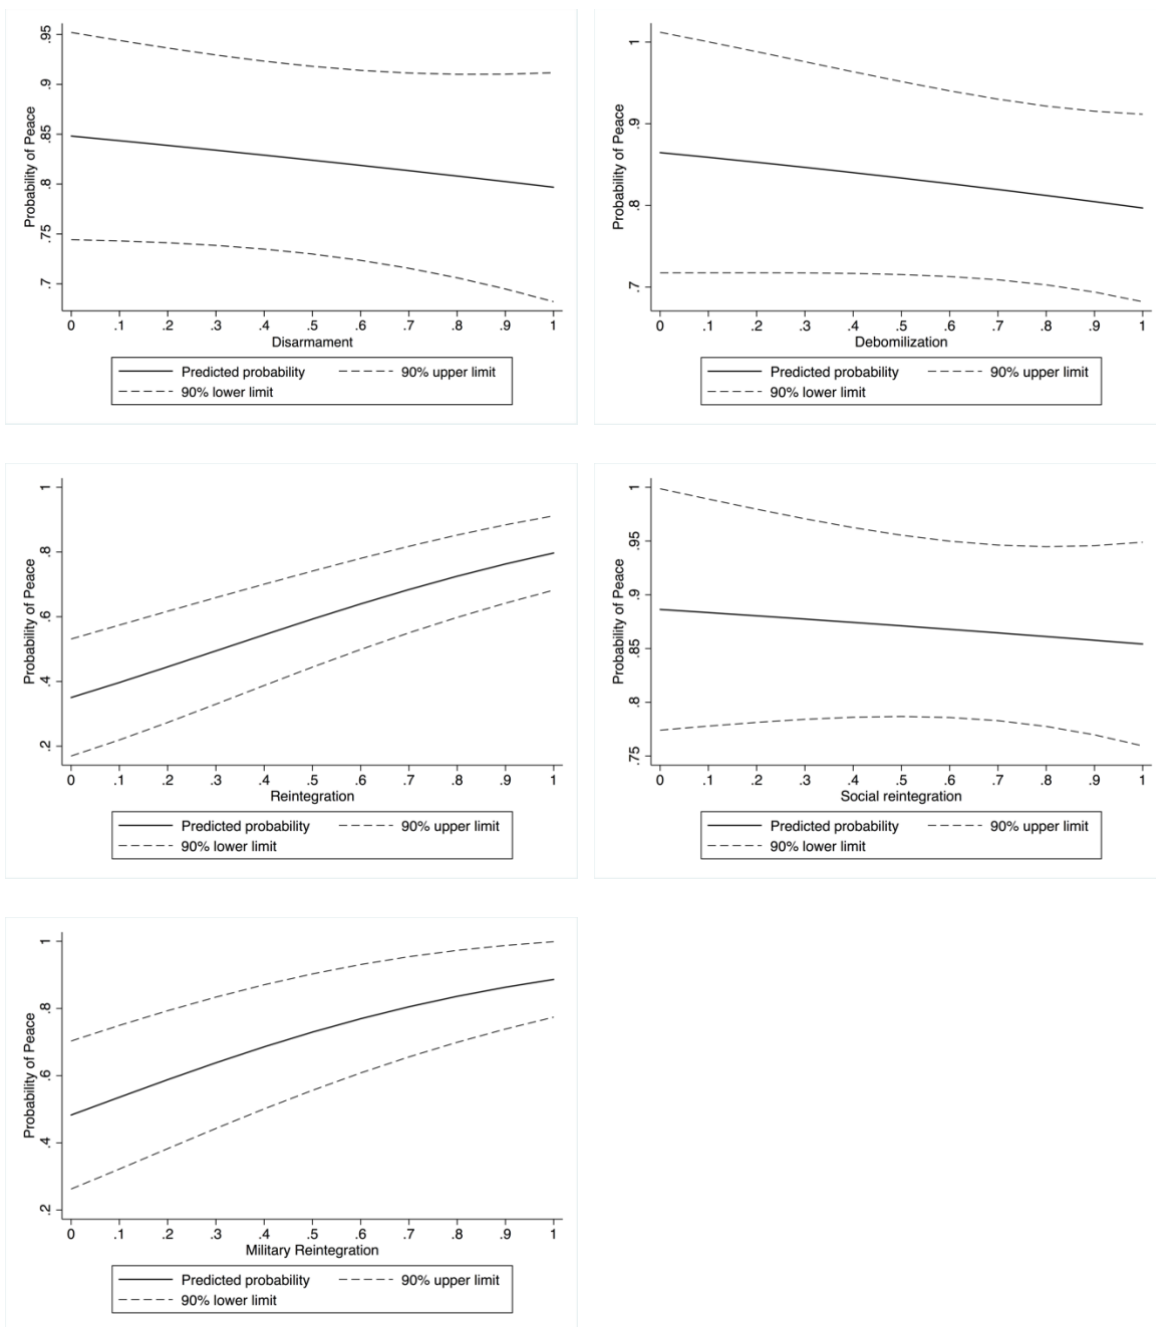 Probability of Peace
.95
.9
.85
.8
.75
.7
0 .1 .2 .3 .4 .5 .6 .7 .8 .9 1
Disarmament
Predicted probability 90% upper limit
90% lower limit
Probability of Peace
1
.9
.8
.7
0 .1 .2 .3 .4 .5 .6 .7 .8 .9 1
Debomilization
Predicted probability 90% upper limit
90% lower limit
Probability of Peace
1
.8
.6
.4
.2
0 .1 .2 .3 .4 .5 .6 .7 .8 .9 1
Reintegration
Predicted probability 90% upper limit
90% lower limit
Probability of Peace
1
.95
.9
.85
.8
.75
0 .1 .2 .3 .4 .5 .6 .7 .8 .9 1
Social reintegration
Predicted probability 90% upper limit
90% lower limit
Probability of Peace
1
.8
.6
.4
.2
0 .1 .2 .3 .4 .5 .6 .7 .8 .9 1
Military Reintegration
Predicted probability 90% upper limit
90% lower limit